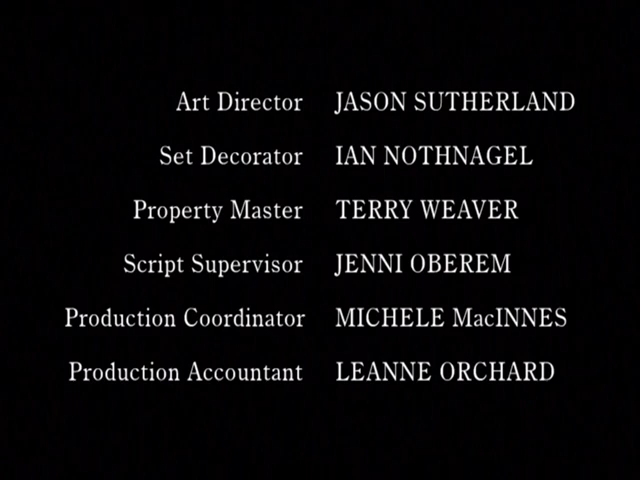 Art Director JASON SUTHERLAND
Set Decorator IAN NOTHNAGEL
Property Master TERRY WEAVER
Script Supervisor JENNI OBEREM
Production Coordinator MICHELE MacINNES
Production Accountant LEANNE ORCHARD